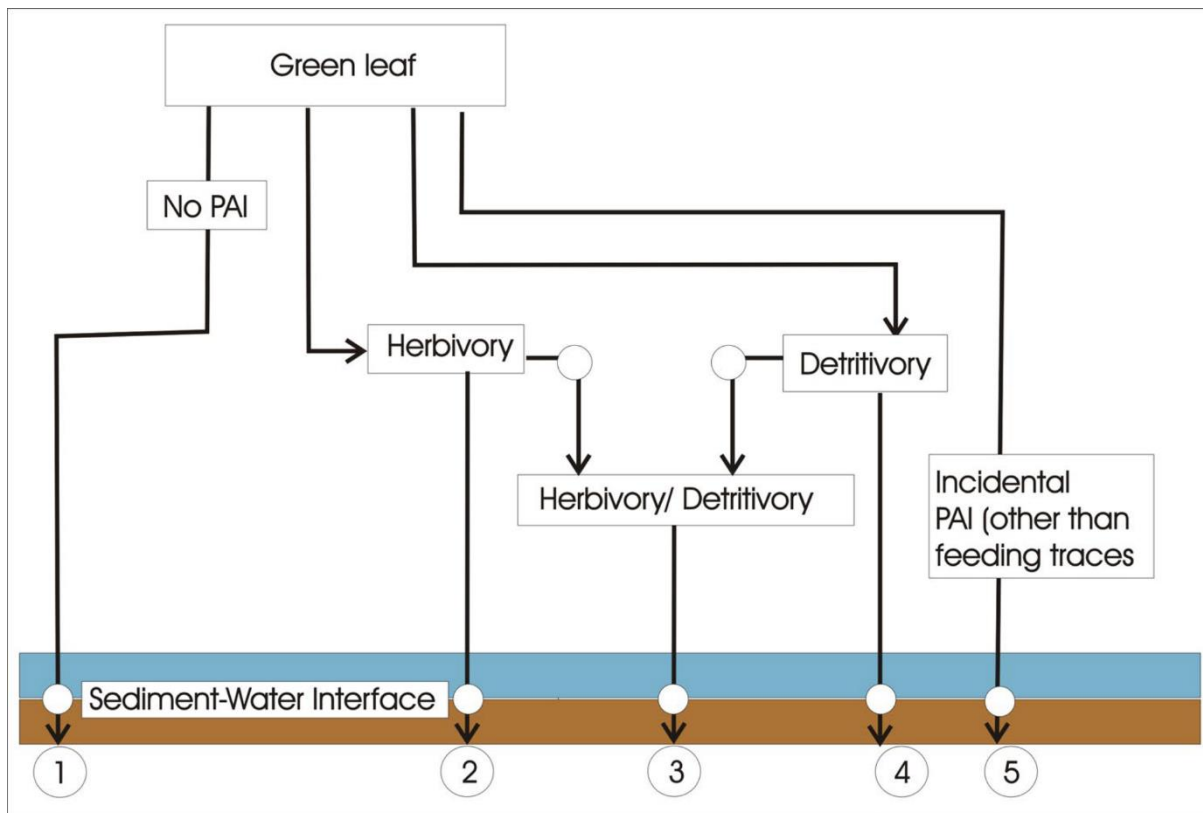 Green leaf
No PAI
Herbivory
Detritivory
Herbivory/ Detritivory
Incidental
PAI (other than
feeding traces
Sediment-Water Interface
1
2
3
4
5